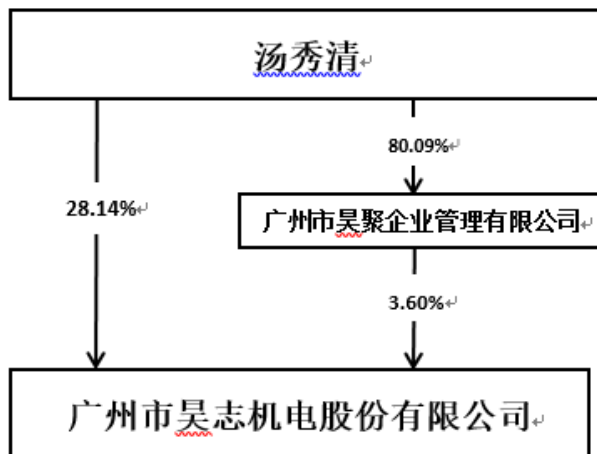 汤秀清
80.09%
28.14%
广州市昊聚企业管理有限公司
3.60%
广州市昊志机电股份有限公司